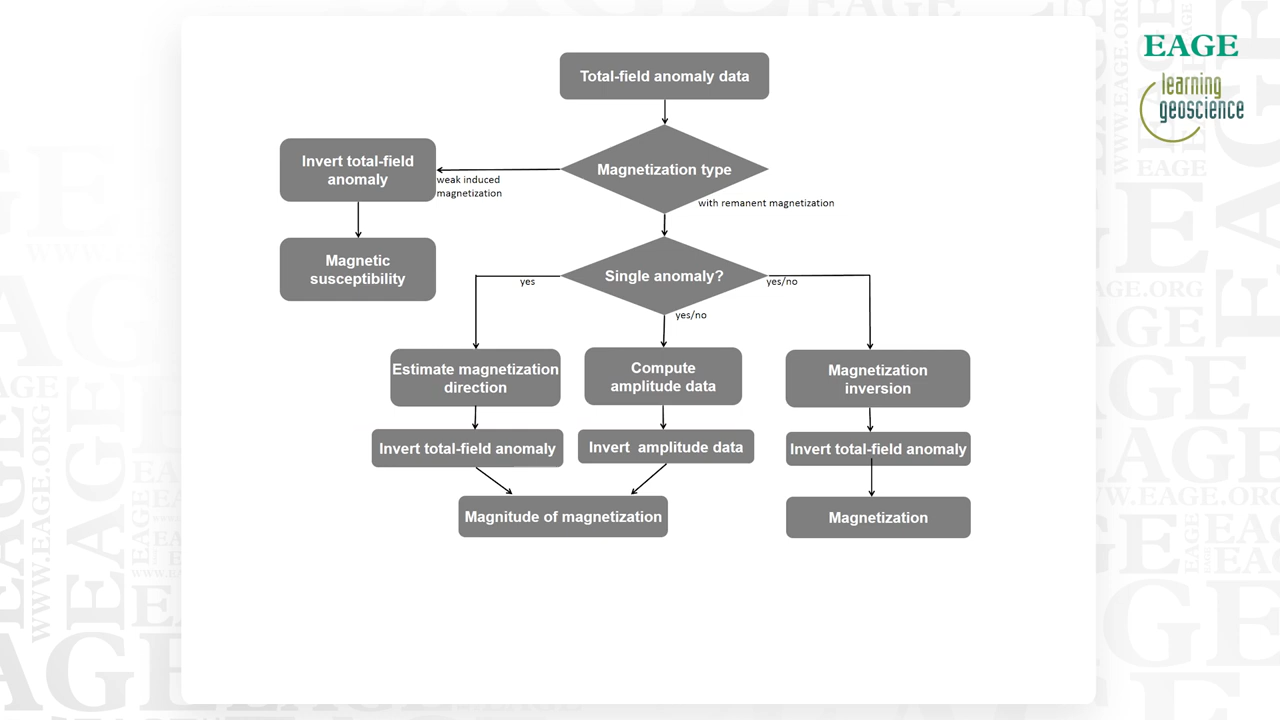 EAGE
learning
geoscience
Total-field anomaly data
Magnetization type
Invert total-field
anomaly
weak induced
magnetization
with remanent magnetization
Magnetic
susceptibility
Single anomaly?
yes
yes/no
yes/no
Estimate magnetization
direction
Compute
amplitude data
Magnetization
inversion
Invert total-field anomaly
Invert  amplitude data
Invert total-field anomaly
Magnitude of magnetization
Magnetization